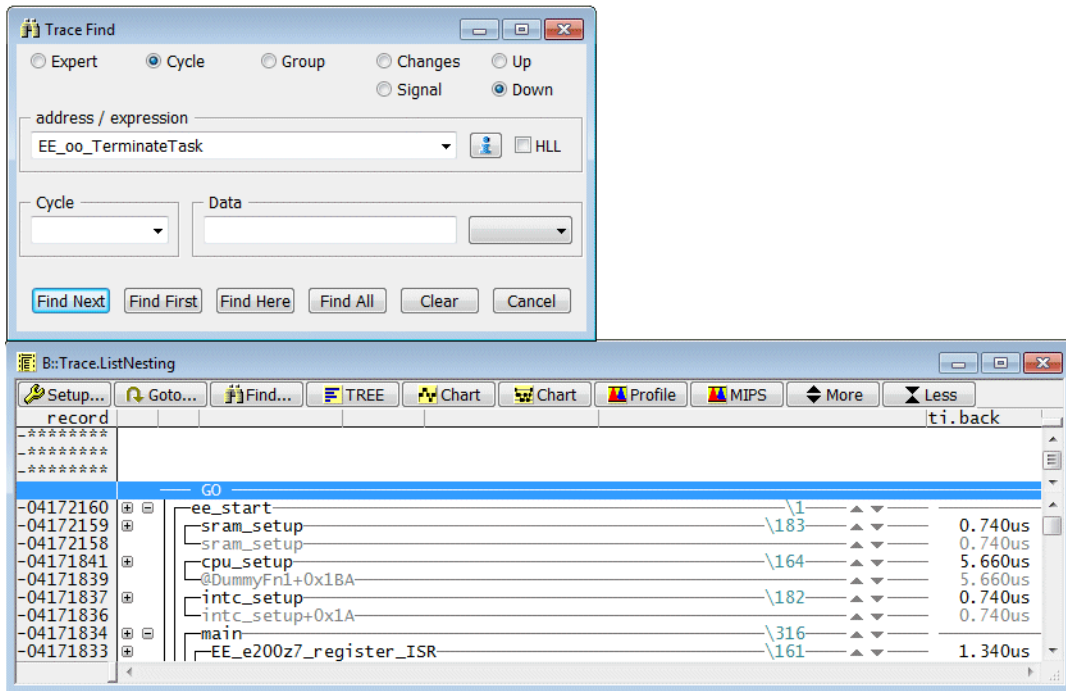 Trace Find
Expert Cycle Group Changes Up
Signal Down
address / expression
EE_oo_TerminateTask HLL
Cycle Data
Find Next Find First Find Here Find All Clear Cancel
B::Trace.ListNesting
Setup... Goto... Find... TREE Chart Chart Profile MIPS More Less
record ti.back
-********
-********
-********
GO
-04172160 ee_start \1
-04172159 sram_setup \183 0.740us
-04172158 sram_setup 0.740us
-04171841 cpu_setup \164 5.660us
-04171839 @DummyFn1+0x1BA 5.660us
-04171837 intc_setup \182 0.740us
-04171836 intc_setup+0x1A 0.740us
-04171834 main \316
-04171833 EE_e200z7_register_ISR \161 1.340us